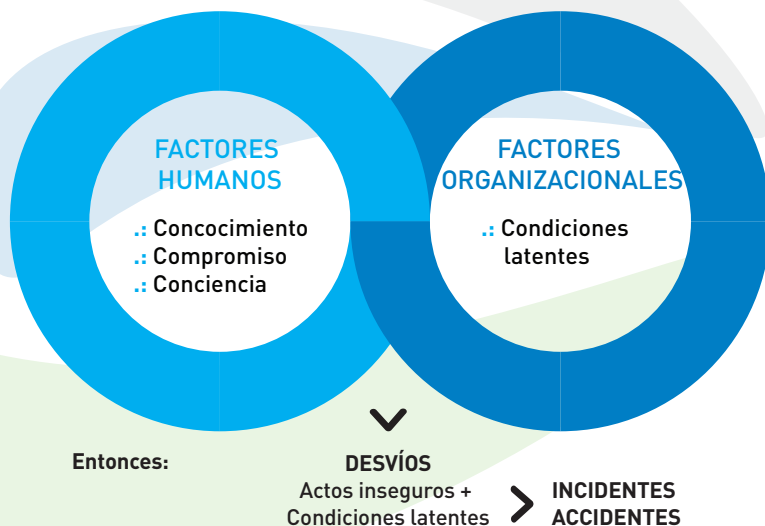 FACTORES
HUMANOS
.: Concocimiento
.: Compromiso
.: Conciencia
FACTORES
ORGANIZACIONALES
.: Condiciones
latentes
Entonces:
DESVÍOS
Actos inseguros +
Condiciones latentes
INCIDENTES
ACCIDENTES